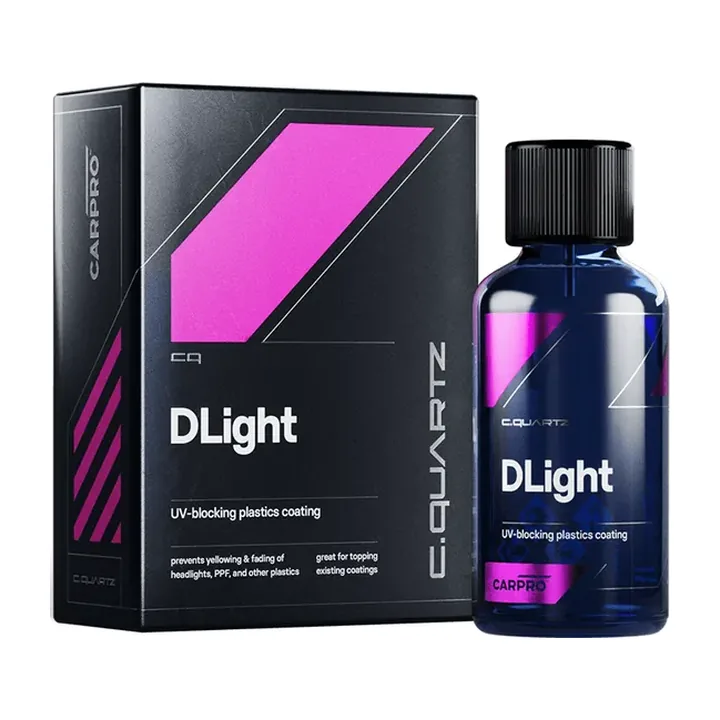 CARPRO
CQ
DLight
UV-blocking plastics coating
prevents yellowing & fading of
headlights, PPF, and other plastics
great for topping
existing coatings
C.QUARTZ
C.QUARTZ
C.QUARTZ
DLight
UV-blocking plastics coating
CARPRO